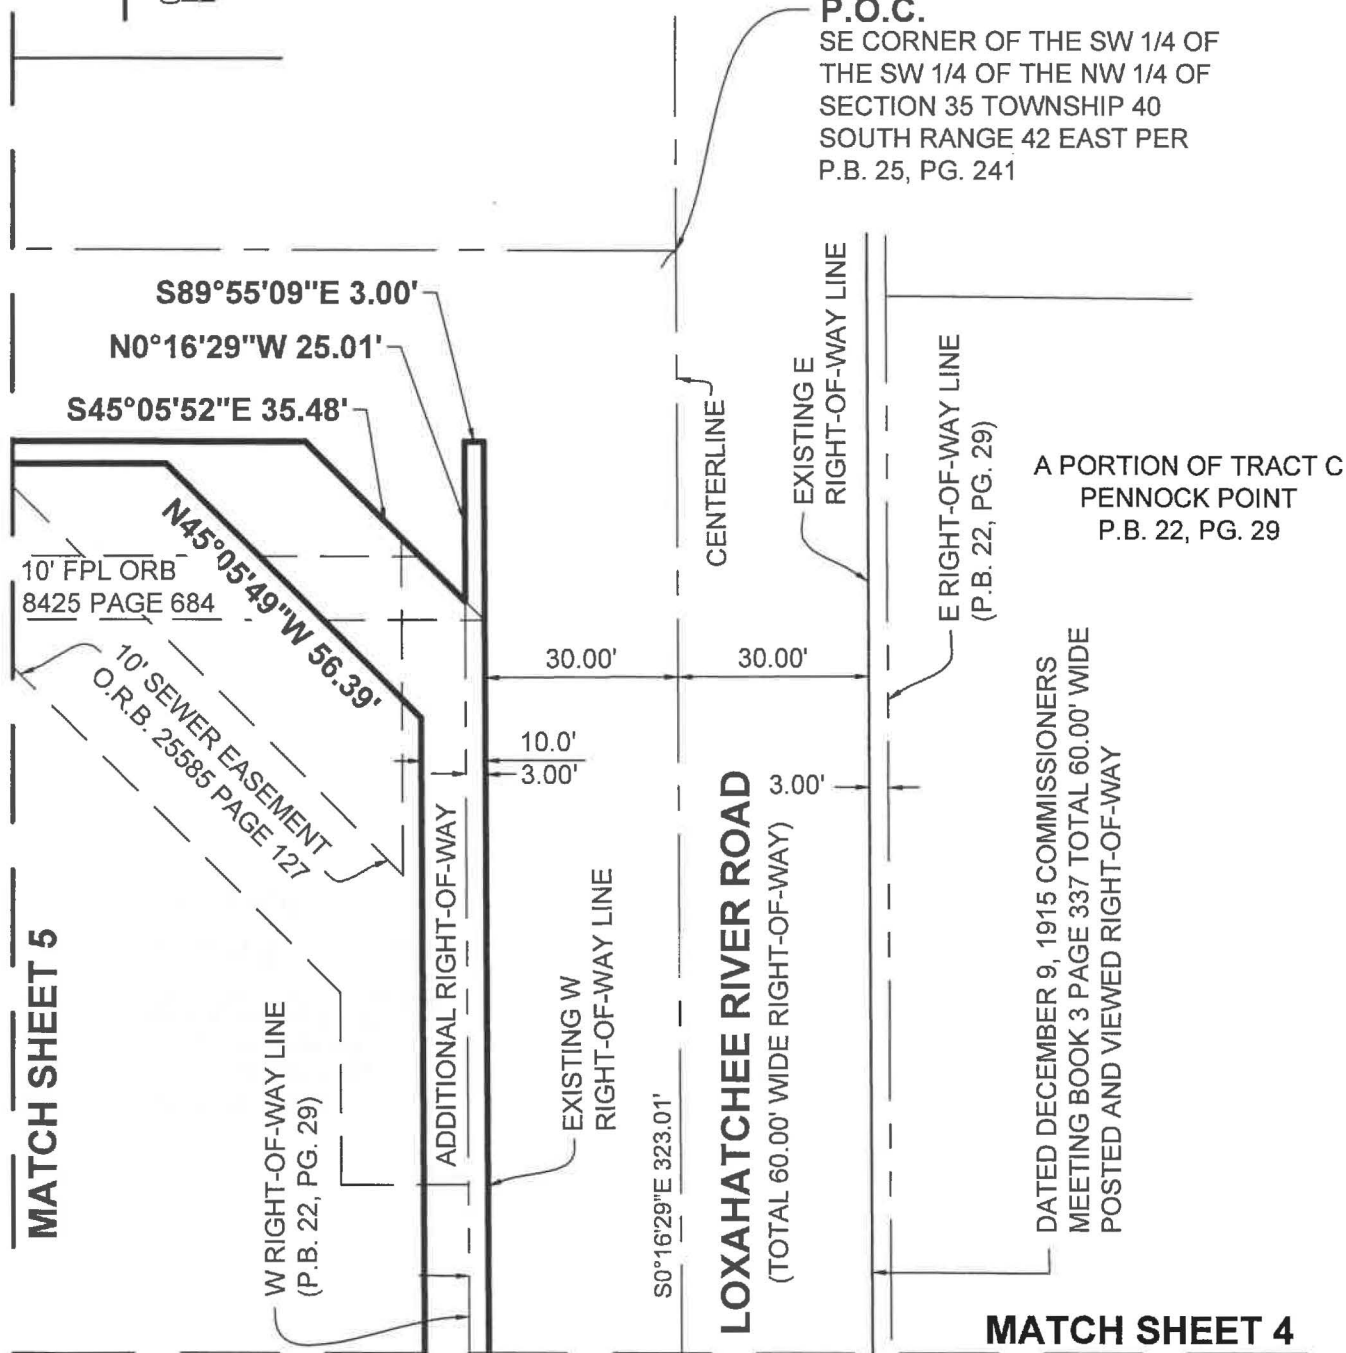 P.O.C.
SE CORNER OF THE SW 1/4 OF
THE SW 1/4 OF THE NW 1/4 OF
SECTION 35 TOWNSHIP 40
SOUTH RANGE 42 EAST PER
P.B. 25, PG. 241
S89°55'09"E 3.00'
N0°16'29"W 25.01'
S45°05'52"E 35.48'
N45°05'49"W 56.39'
10' FPL ORB
8425 PAGE 684
10' SEWER EASEMENT
O.R.B. 25585 PAGE 127
CENTERLINE
EXISTING E
RIGHT-OF-WAY LINE
E RIGHT-OF-WAY LINE
(P.B. 22, PG. 29)
A PORTION OF TRACT C
PENNOCK POINT
P.B. 22, PG. 29
30.00'
30.00'
10.0'
3.00'
3.00'
MATCH SHEET 5
W RIGHT-OF-WAY LINE
(P.B. 22, PG. 29)
ADDITIONAL RIGHT-OF-WAY
EXISTING W
RIGHT-OF-WAY LINE
S0°16'29"E 323.01'
LOXAHATCHEE RIVER ROAD
(TOTAL 60.00' WIDE RIGHT-OF-WAY)
DATED DECEMBER 9, 1915 COMMISSIONERS
MEETING BOOK 3 PAGE 337 TOTAL 60.00' WIDE
POSTED AND VIEWED RIGHT-OF-WAY
MATCH SHEET 4